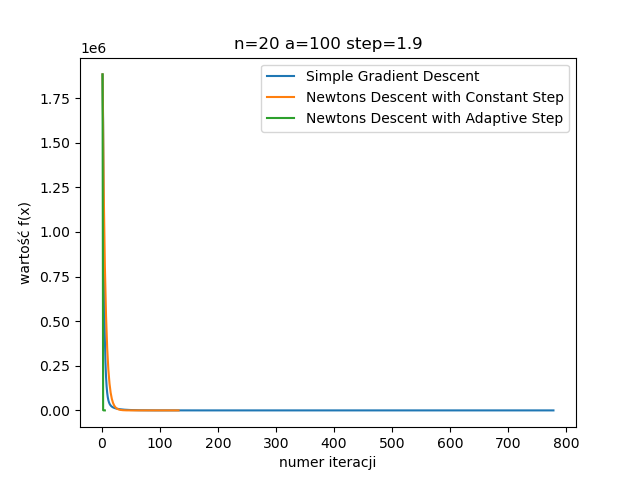 n=20 a=100 step=1.9
1e6
Simple Gradient Descent
Newtons Descent with Constant Step
Newtons Descent with Adaptive Step
1.75
1.50
1.25
1.00
0.75
0.50
0.25
0.00
wartość f(x)
0 100 200 300 400 500 600 700 800
numer iteracji